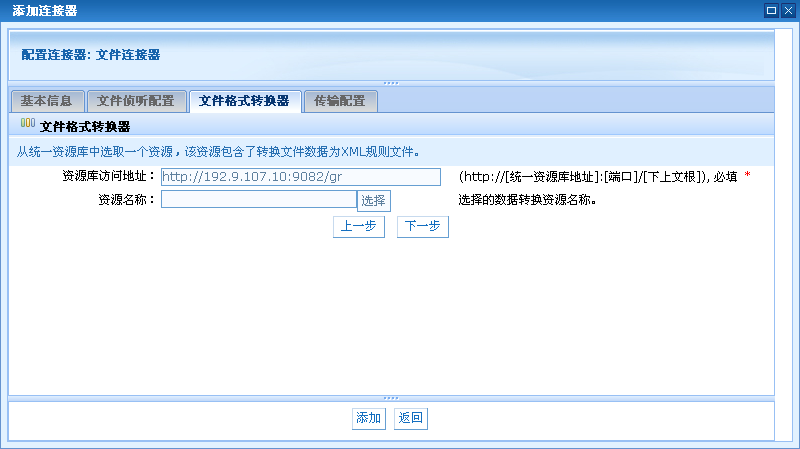 添加连接器
配置连接器: 文件连接器
基本信息 文件侦听配置 文件格式转换器 传输配置
文件格式转换器
从统一资源库中选取一个资源，该资源包含了转换文件数据为XML规则文件。
资源库访问地址： http://192.9.107.10:9082/gr (http://[统一资源库地址]:[端口]/[下上文根]), 必填 *
资源名称： 选择 选择的数据转换资源名称。
上一步 下一步
添加 返回